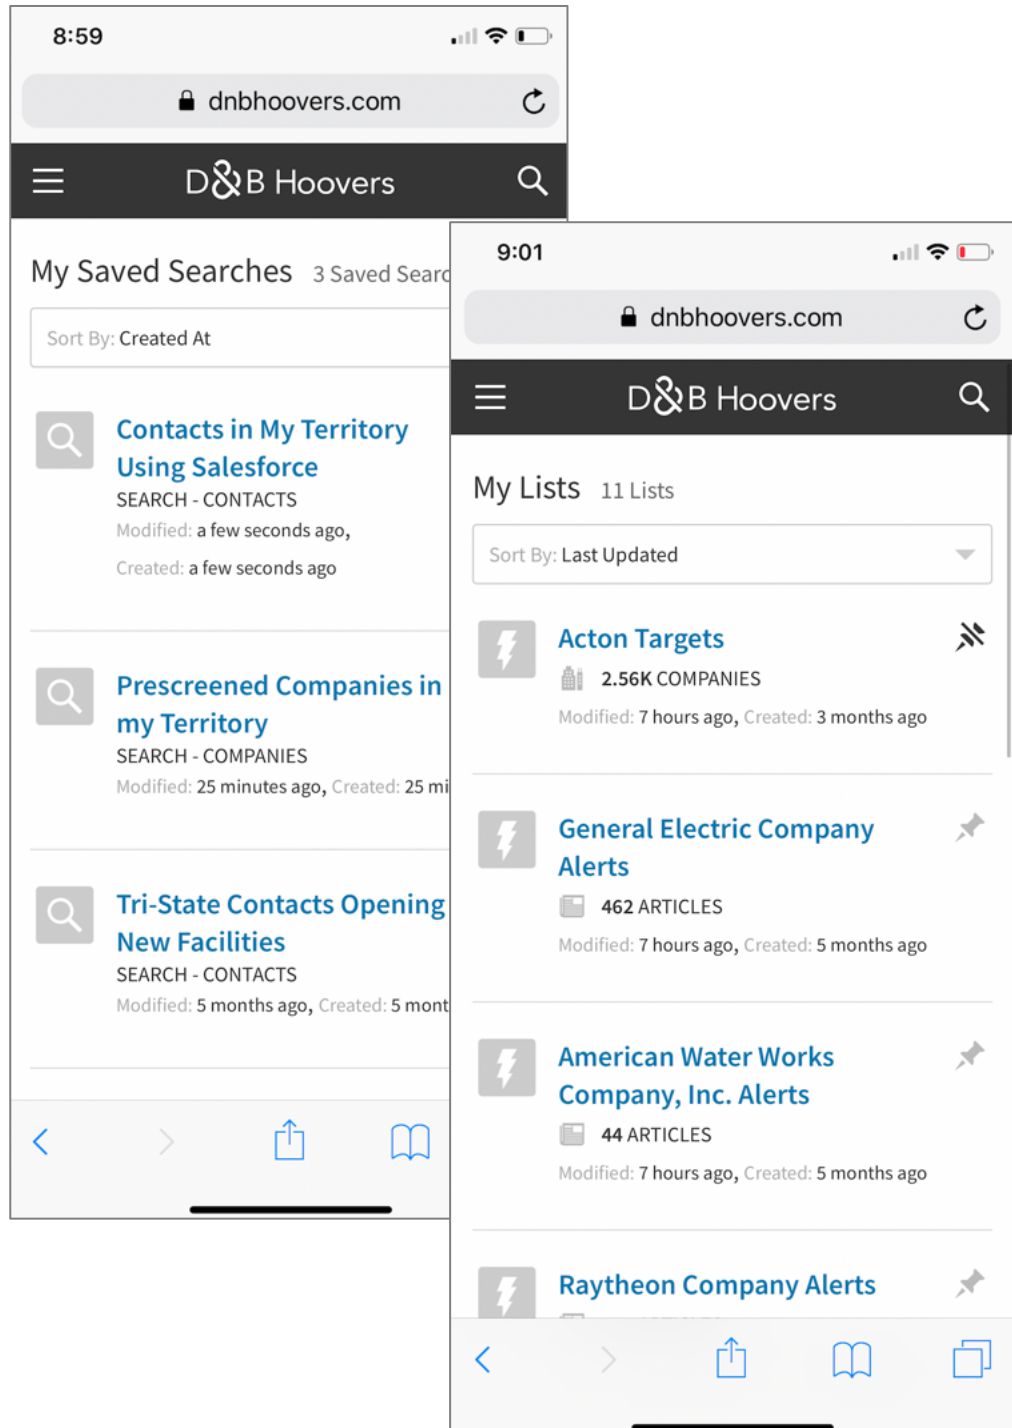 8:59
dnbhoovers.com
D&B Hoovers
My Saved Searches 3 Saved
Sort By: Created At
Contacts in My Territory
Using Salesforce
SEARCH - CONTACTS
Modified: a few seconds ago,
Created: a few seconds ago
Prescreened Companies in
my Territory
SEARCH - COMPANIES
Modified: 25 minutes ago, Created: 25
Tri-State Contacts Opening
New Facilities
SEARCH - CONTACTS
Modified: 5 months ago, Created: 5
9:01
dnbhoovers.com
D&B Hoovers
My Lists 11 Lists
Sort By: Last Updated
Acton Targets
2.56K COMPANIES
Modified: 7 hours ago, Created: 3 months ago
General Electric Company
Alerts
462 ARTICLES
Modified: 7 hours ago, Created: 5 months ago
American Water Works
Company, Inc. Alerts
44 ARTICLES
Modified: 7 hours ago, Created: 5 months ago
Raytheon Company Alerts